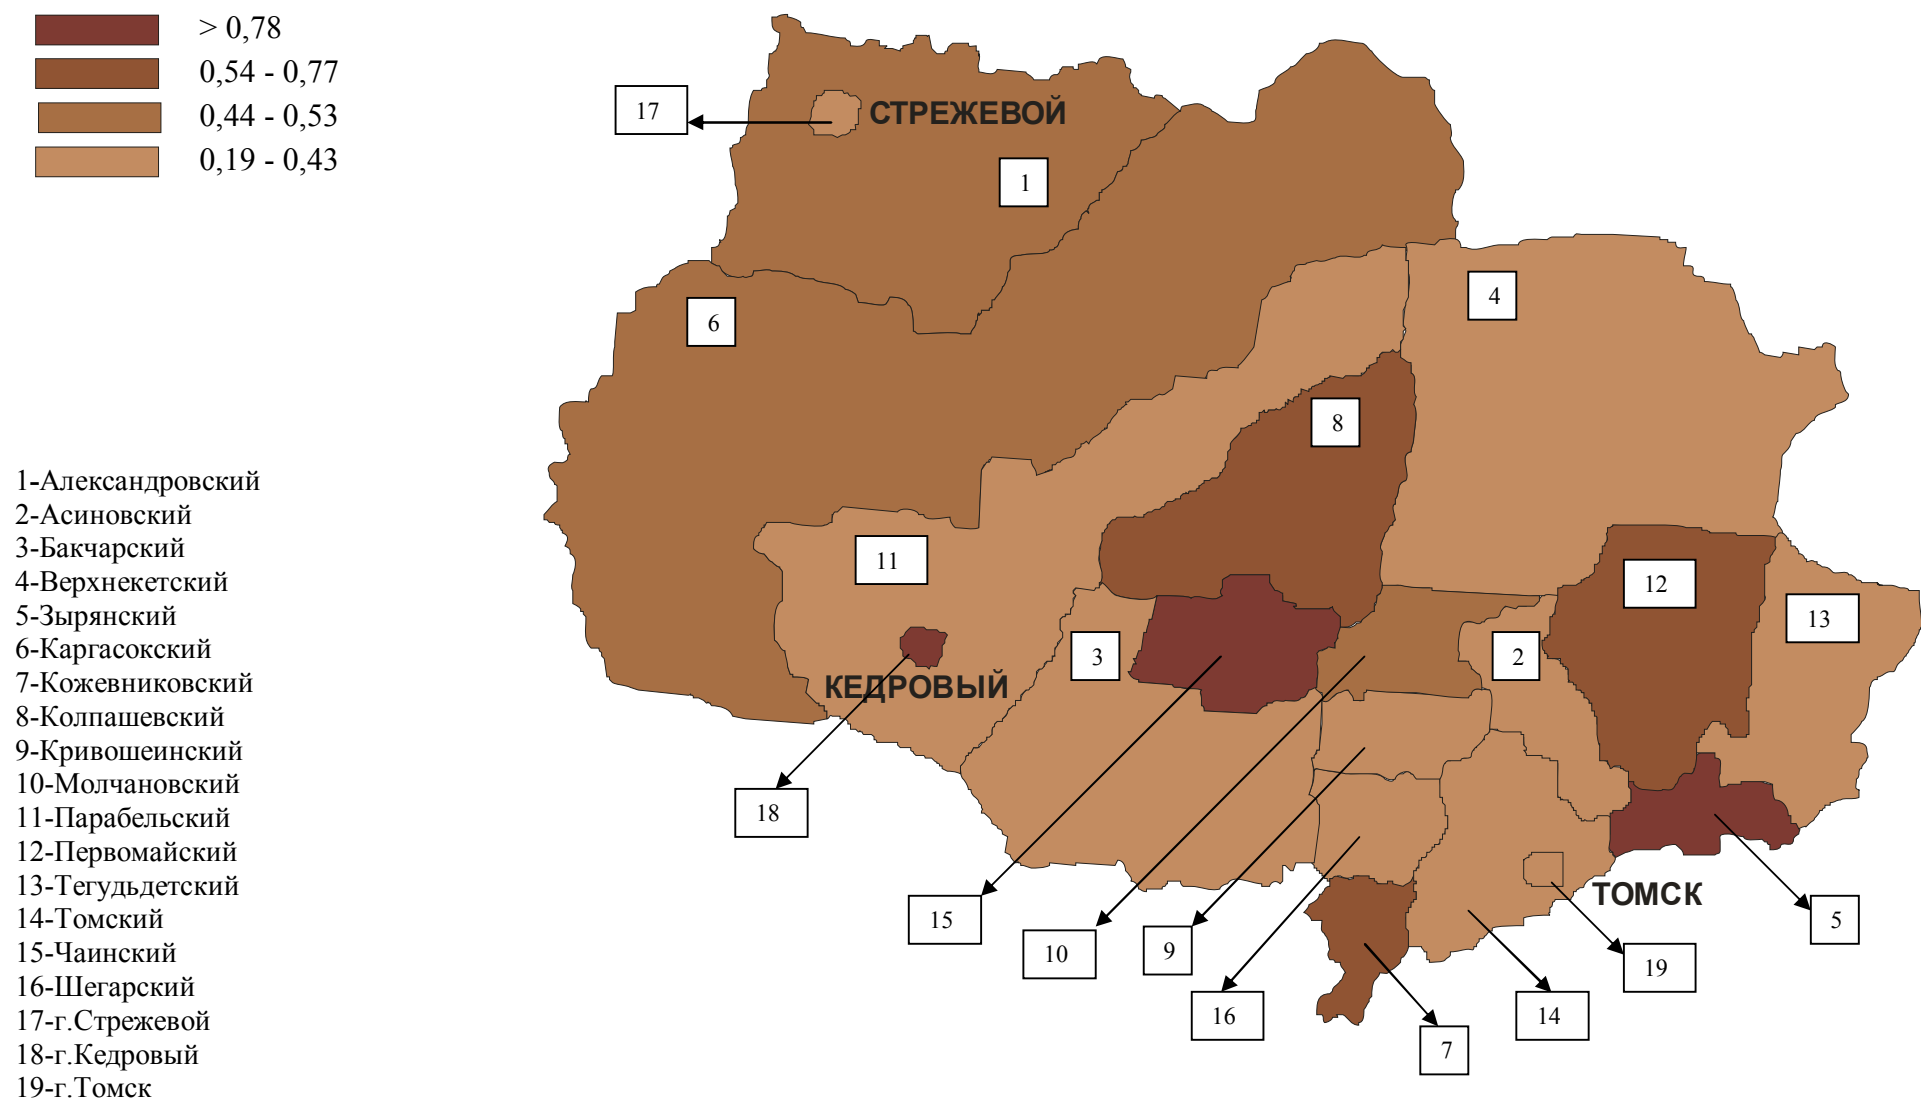 > 0,78
0,54 - 0,77
0,44 - 0,53
0,19 - 0,43
17
СТРЕЖЕВОЙ
1
6
4
8
11
12
13
3
2
КЕДРОВЫЙ
18
ТОМСК
15
10
9
16
7
14
19
5
1-Александровский
2-Асиновский
3-Бакчарский
4-Верхнекетский
5-Зырянский
6-Каргасокский
7-Кожевниковский
8-Колпашевский
9-Кривошеинский
10-Молчановский
11-Парабельский
12-Первомайский
13-Тегудьдетский
14-Томский
15-Чаинский
16-Шегарский
17-г.Стрежевой
18-г.Кедровый
19-г.Томск